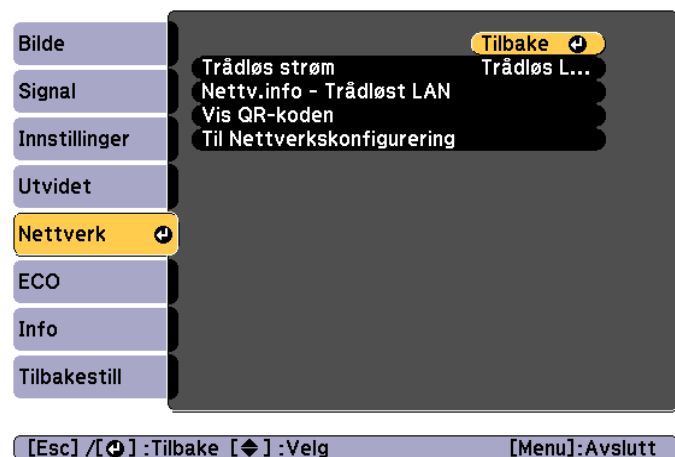 Bilde
Signal
Innstillinger
Utvidet
Nettverk
ECO
Info
Tilbakestill
Tilbake
Trådløs strøm Trådløs L...
Nettv.info - Trådløst LAN
Vis QR-koden
Til Nettverkskonfigurering
[Esc] /[ ] :Tilbake [ ] :Velg [Menu]:Avslutt